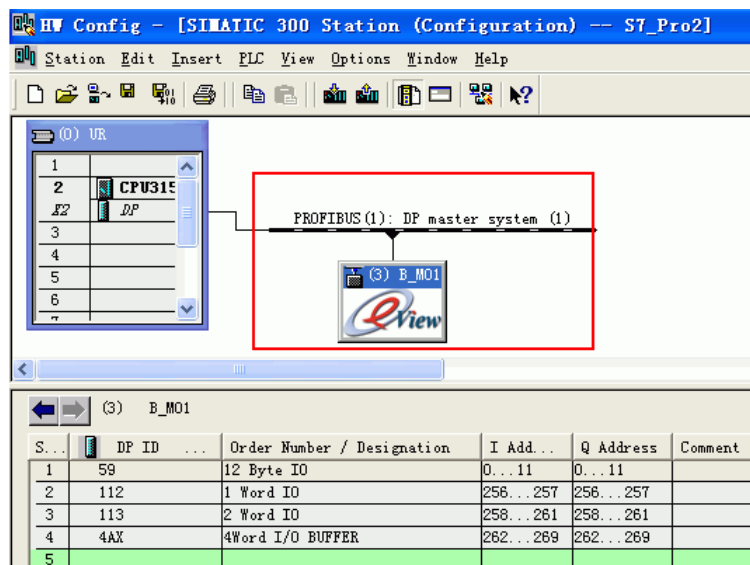 HW Config - [SIMATIC 300 Station (Configuration) -- S7_Pro2]
Station Edit Insert PLC View Options Window Help
(0) UR
1
2 CPU315
X2 DP
3
4
5
6
7
PROFIBUS(1): DP master system (1)
(3) B_MO1
eView
(3) B_MO1
S... DP ID ... Order Number / Designation I Add... Q Address Comment
1 59 12 Byte IO 0...11 0...11
2 112 1 Word IO 256...257 256...257
3 113 2 Word IO 258...261 258...261
4 4AX 4Word I/O BUFFER 262...269 262...269
5